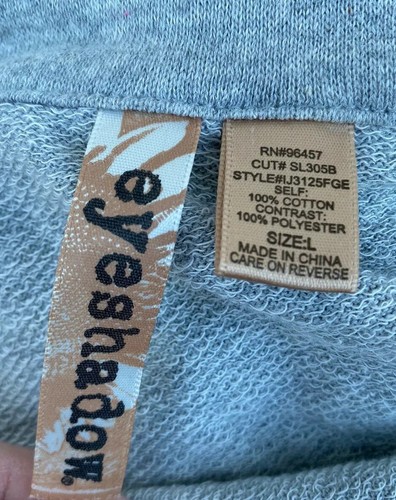 eyeshadow®
RN#96457
CUT# SL305B
STYLE#IJ3125FGE
SELF:
100% COTTON
CONTRAST:
100% POLYESTER
SIZE:L
MADE IN CHINA
CARE ON REVERSE